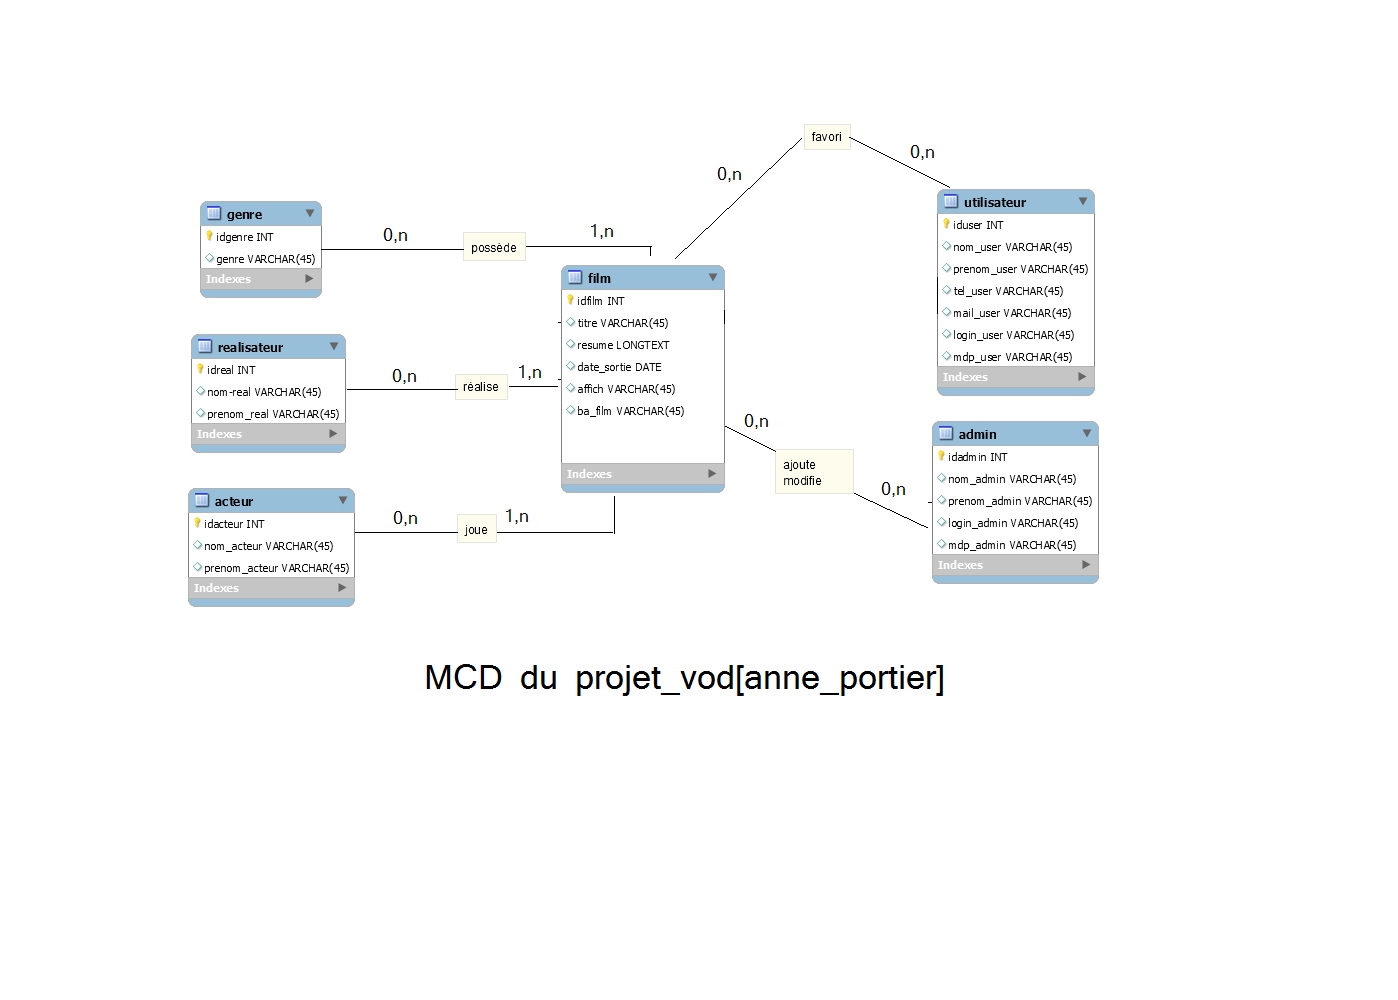 favori
0,n
0,n
utilisateur
iduser INT
nom_user VARCHAR(45)
prenom_user VARCHAR(45)
tel_user VARCHAR(45)
mail_user VARCHAR(45)
login_user VARCHAR(45)
mdp_user VARCHAR(45)
Indexes
genre
idgenre INT
genre VARCHAR(45)
Indexes
0,n
possède
1,n
film
idfilm INT
titre VARCHAR(45)
resume LONGTEXT
date_sortie DATE
affich VARCHAR(45)
ba_film VARCHAR(45)
Indexes
realisateur
idreal INT
nom-real VARCHAR(45)
prenom_real VARCHAR(45)
Indexes
0,n
réalise
1,n
0,n
ajoute
modifie
0,n
admin
idadmin INT
nom_admin VARCHAR(45)
prenom_admin VARCHAR(45)
login_admin VARCHAR(45)
mdp_admin VARCHAR(45)
Indexes
acteur
idacteur INT
nom_acteur VARCHAR(45)
prenom_acteur VARCHAR(45)
Indexes
0,n
joue
1,n
MCD du projet_vod[anne_portier]